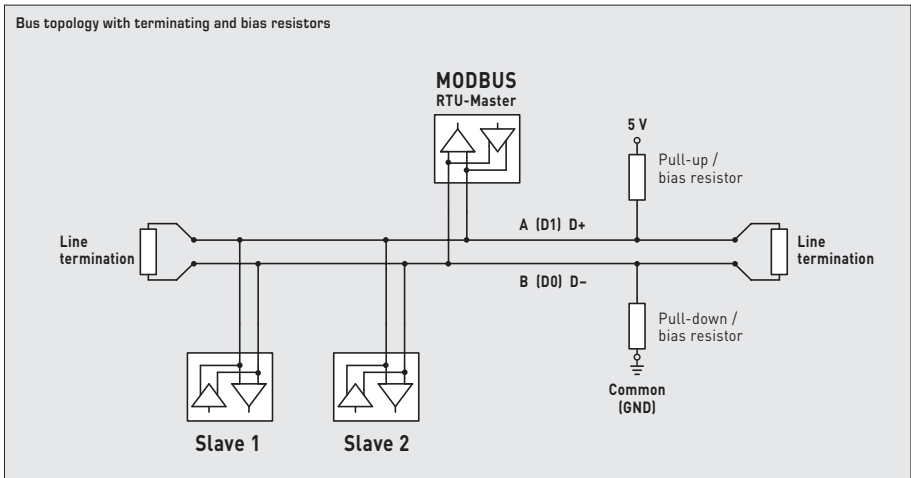 Bus topology with terminating and bias resistors
MODBUS
RTU-Master
5 V
Pull-up /
bias resistor
A (D1) D+
Line
termination
Line
termination
B (D0) D–
Pull-down /
bias resistor
Common
(GND)
Slave 1
Slave 2